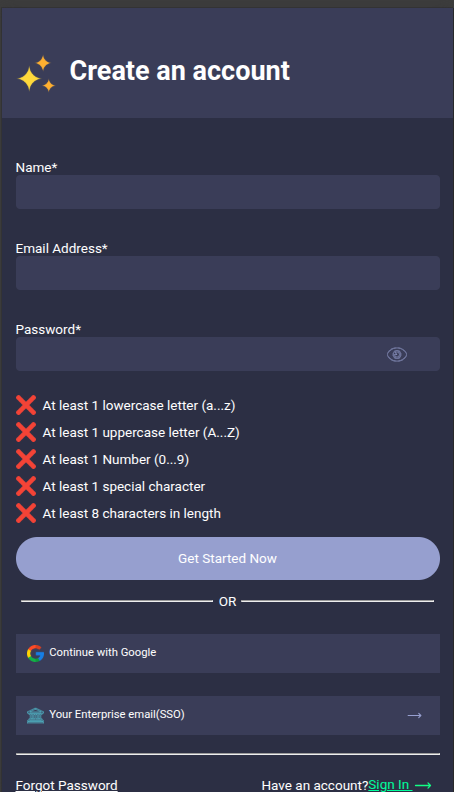 Create an account
Name*
Email Address*
Password*
At least 1 lowercase letter (a...z)
At least 1 uppercase letter (A...Z)
At least 1 Number (0...9)
At least 1 special character
At least 8 characters in length
Get Started Now
OR
Continue with Google
Your Enterprise email(SSO)
Forgot Password Have an account?Sign In